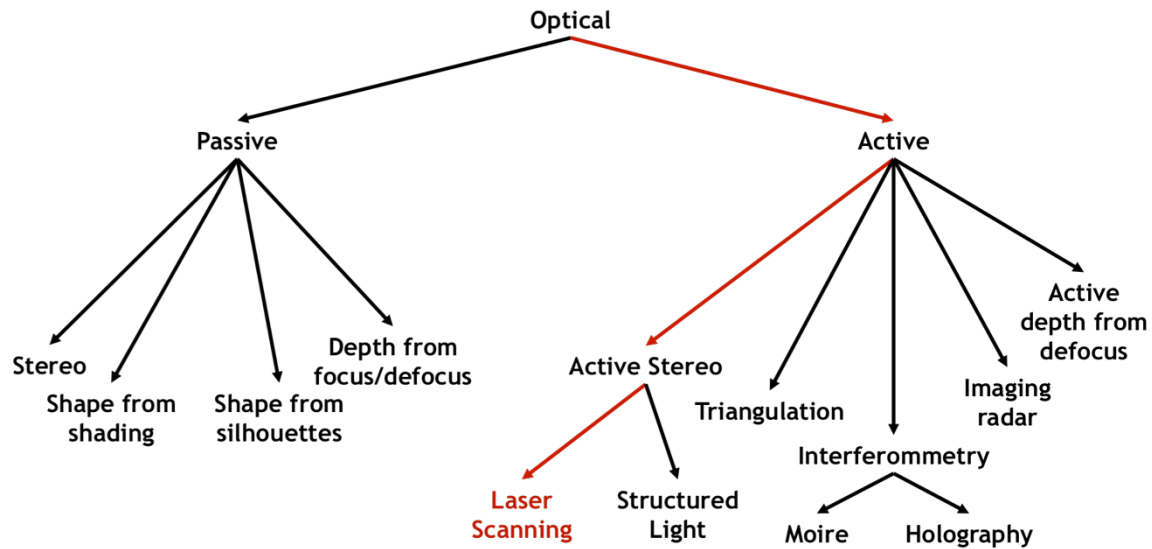 Optical
Passive
Active
Stereo
Shape from
shading
Shape from
silhouettes
Depth from
focus/defocus
Active Stereo
Triangulation
Interferommetry
Imaging
radar
Active
depth from
defocus
Laser
Scanning
Structured
Light
Moire
Holography